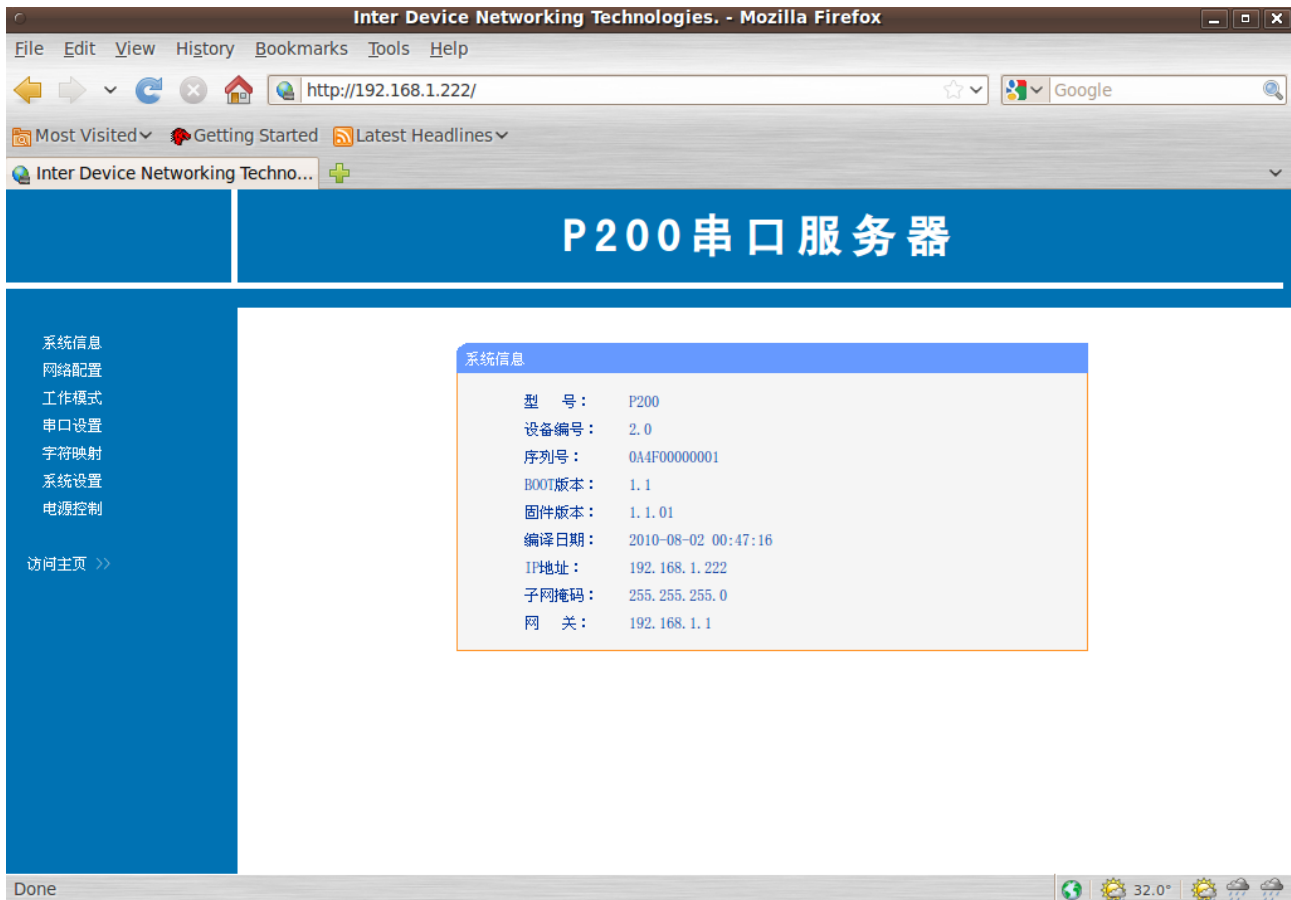 Inter Device Networking Technologies. - Mozilla Firefox
File Edit View History Bookmarks Tools Help
http://192.168.1.222/
Google
Most Visited Getting Started Latest Headlines
Inter Device Networking Techno...
P200串口服务器
系统信息
网络配置
工作模式
串口设置
字符映射
系统设置
电源控制
访问主页 >>
系统信息
型 号： P200
设备编号： 2.0
序列号： 0A4F00000001
BOOT版本： 1.1
固件版本： 1.1.01
编译日期： 2010-08-02 00:47:16
IP地址： 192.168.1.222
子网掩码： 255.255.255.0
网 关： 192.168.1.1
Done
32.0°